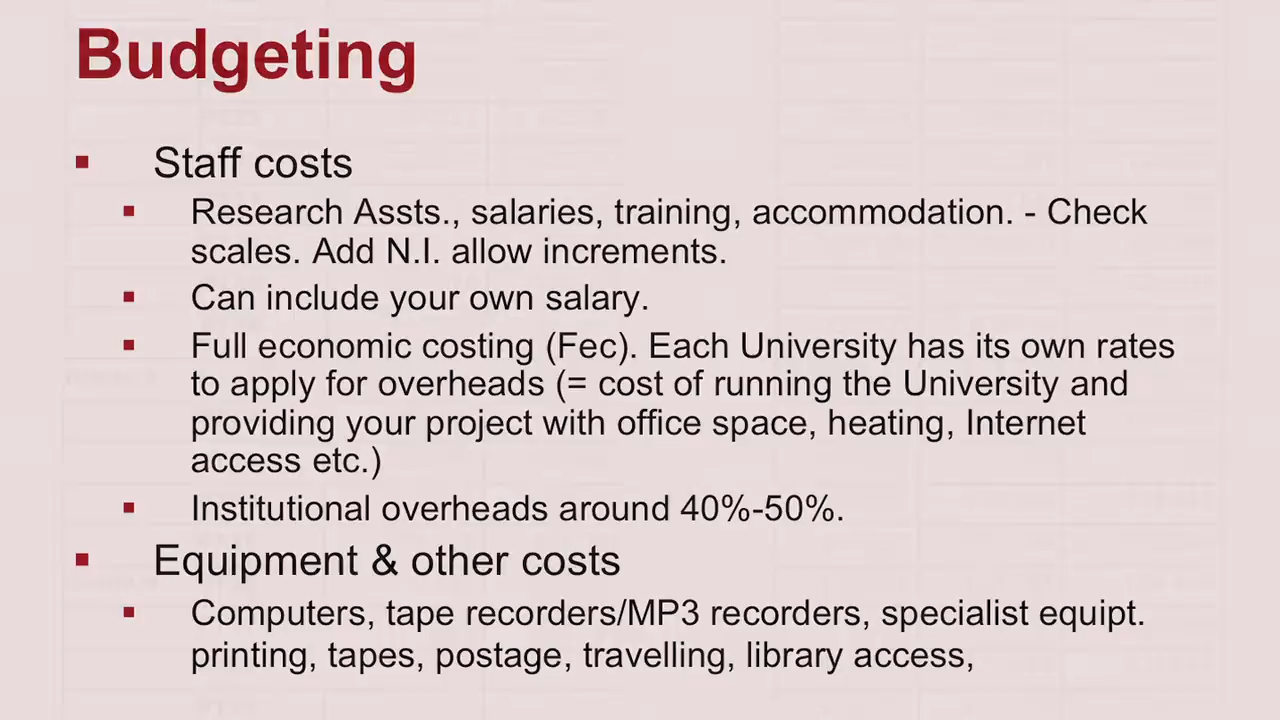 Budgeting
▪ Staff costs
▪ Research Assts., salaries, training, accommodation. - Check
scales. Add N.I. allow increments.
▪ Can include your own salary.
▪ Full economic costing (Fec). Each University has its own rates
to apply for overheads (= cost of running the University and
providing your project with office space, heating, Internet
access etc.)
▪ Institutional overheads around 40%-50%.
▪ Equipment & other costs
▪ Computers, tape recorders/MP3 recorders, specialist equipt.
printing, tapes, postage, travelling, library access,